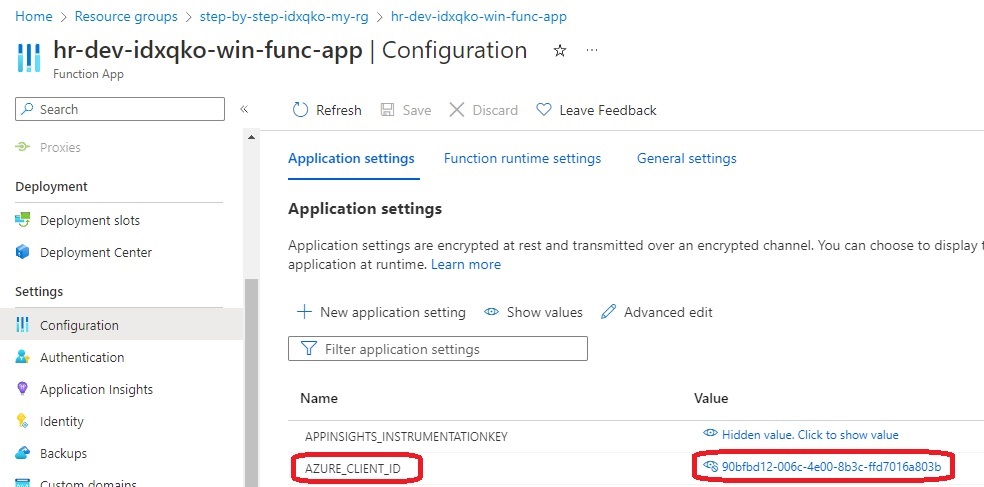 Home > Resource groups > step-by-step-idxqko-my-rg > hr-dev-idxqko-win-func-app
hr-dev-idxqko-win-func-app | Configuration ☆ ···
Function App
Search «
Refresh Save Discard Leave Feedback
Proxies
Deployment
Deployment slots
Deployment Center
Settings
Configuration
Authentication
Application Insights
Identity
Backups
Custom domains
Application settings Function runtime settings General settings
Application settings
Application settings are encrypted at rest and transmitted over an encrypted channel. You can choose to display t
application at runtime. Learn more
New application setting Show values Advanced edit
Filter application settings
Name Value
APPINSIGHTS_INSTRUMENTATIONKEY Hidden value. Click to show value
AZURE_CLIENT_ID 90bfbd12-006c-4e00-8b3c-ffd7016a803b